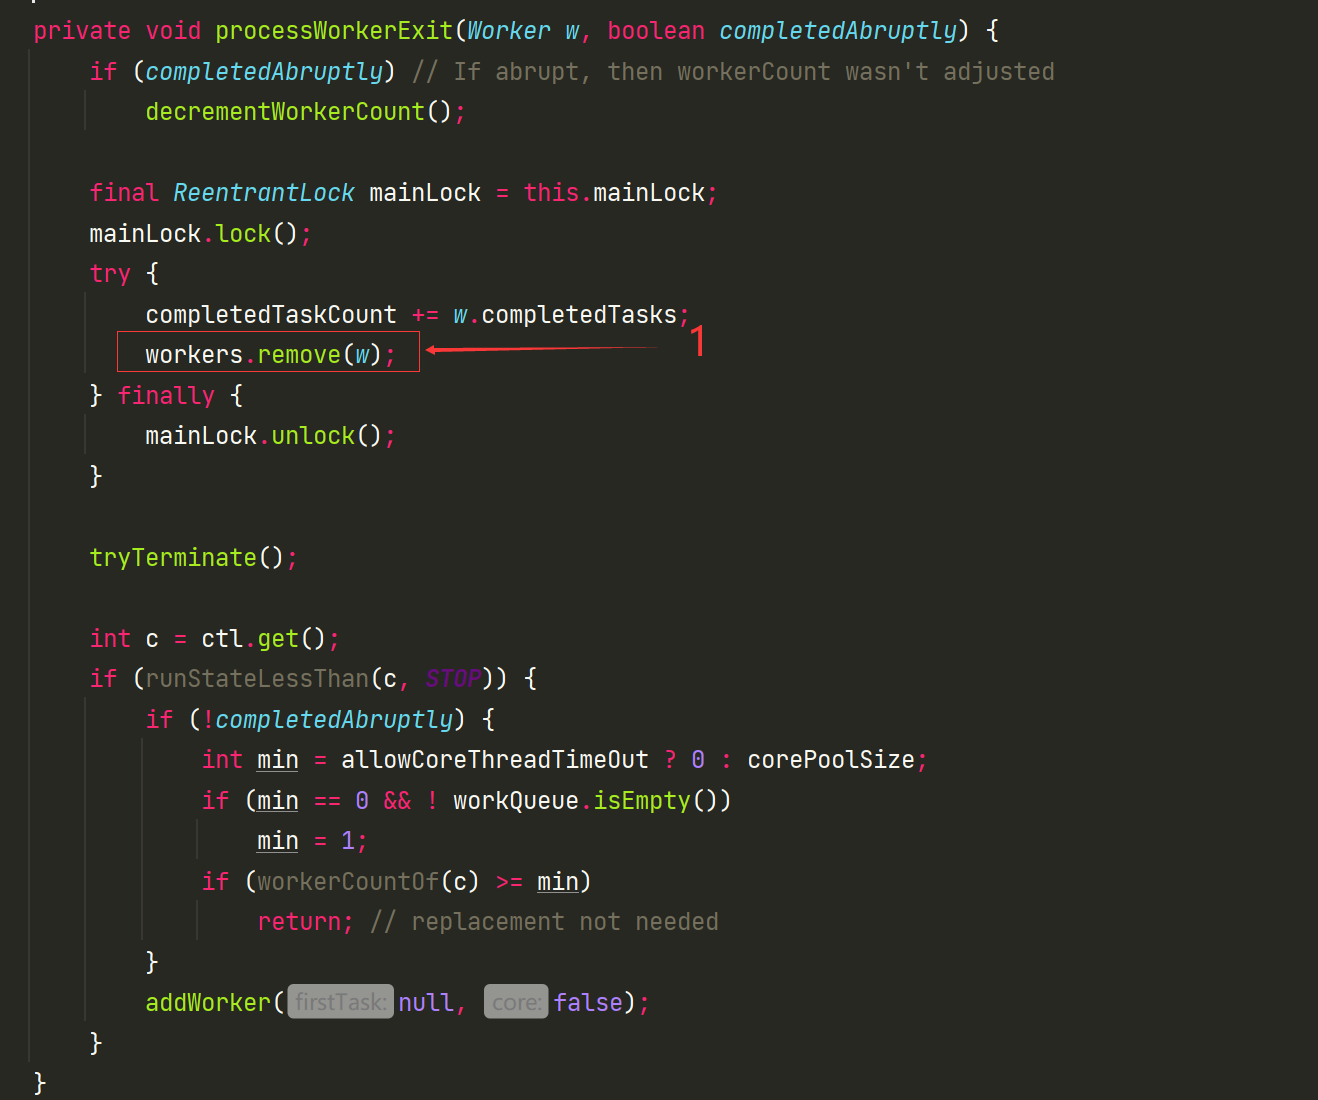 private void processWorkerExit(Worker w, boolean completedAbruptly) {
    if (completedAbruptly) // If abrupt, then workerCount wasn't adjusted
        decrementWorkerCount();

    final ReentrantLock mainLock = this.mainLock;
    mainLock.lock();
    try {
        completedTaskCount += w.completedTasks;
        workers.remove(w); 1
    } finally {
        mainLock.unlock();
    }

    tryTerminate();

    int c = ctl.get();
    if (runStateLessThan(c, STOP)) {
        if (!completedAbruptly) {
            int min = allowCoreThreadTimeOut ? 0 : corePoolSize;
            if (min == 0 && ! workQueue.isEmpty())
                min = 1;
            if (workerCountOf(c) >= min)
                return; // replacement not needed
        }
        addWorker(firstTask: null, core: false);
    }
}